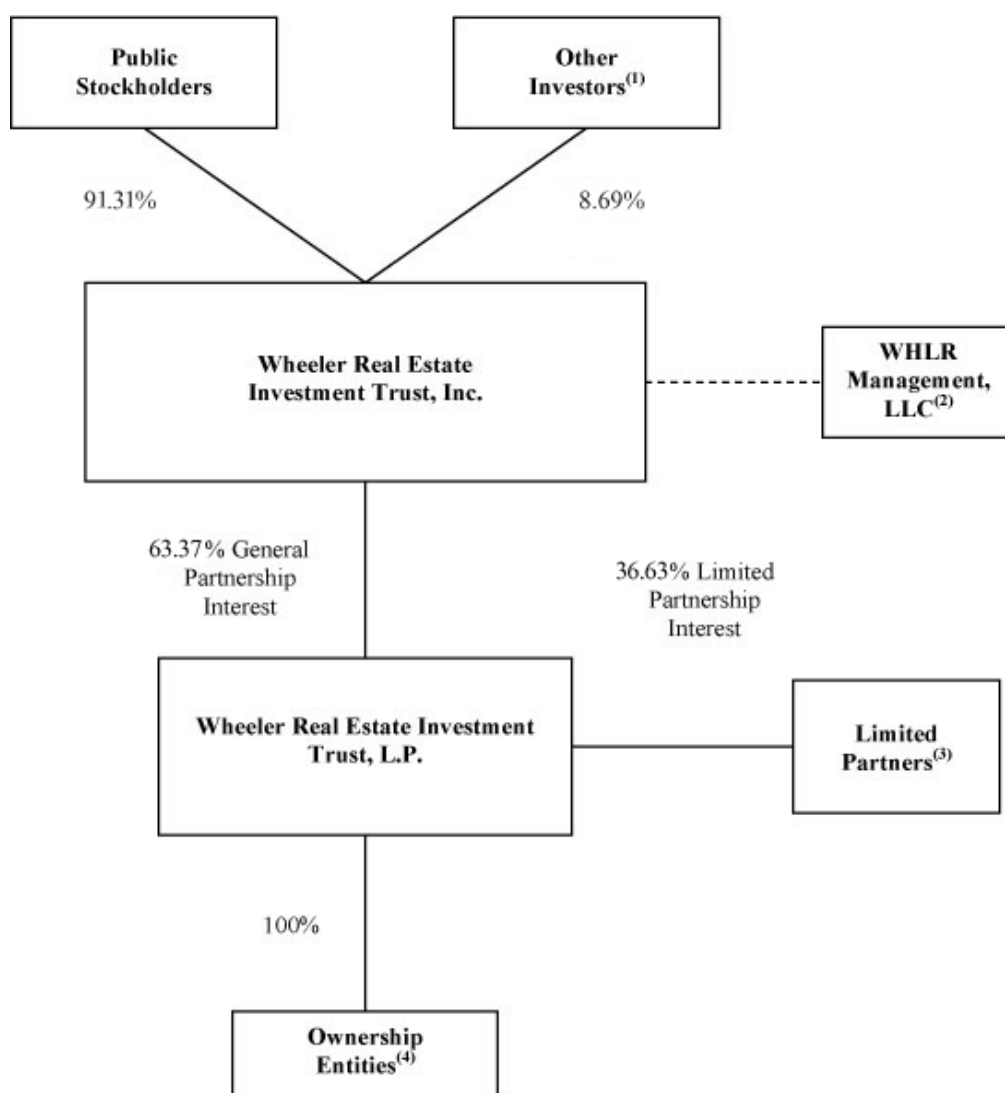 Public
Stockholders
Other
Investors(1)
91.31%
8.69%
Wheeler Real Estate
Investment Trust, Inc.
WHLR
Management,
LLC(2)
63.37% General
Partnership
Interest
36.63% Limited
Partnership
Interest
Wheeler Real Estate Investment
Trust, L.P.
Limited
Partners(3)
100%
Ownership
Entities(4)